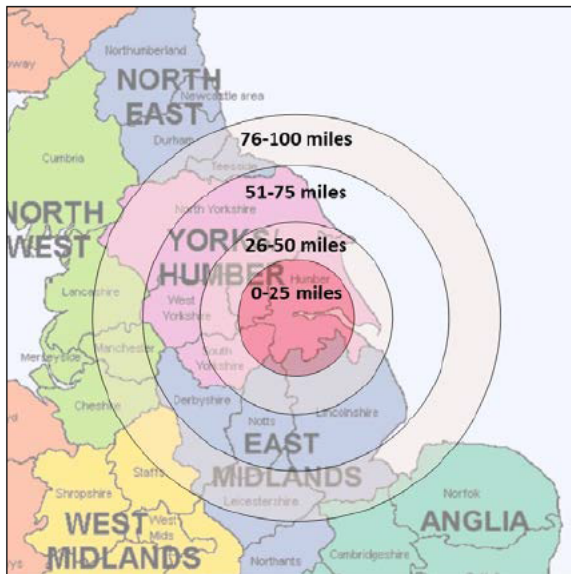 Northumberland
NORTH
EAST
Newcastle area
Durham
76-100 miles
Teesside
Cumbria
51-75 miles
North Yorkshire
NORTH
WEST
YORKS/
HUMBER
26-50 miles
Humber
0-25 miles
Lancashire
West
Yorkshire
South
Yorkshire
Manchester
Merseyside
Cheshire
Derbyshire
Notts
Lincolnshire
EAST
MIDLANDS
Staffs
Leicestershire
Shropshire
West
Mids
WEST
MIDLANDS
Norfok
ANGLIA
Northants
Cambridgeshire